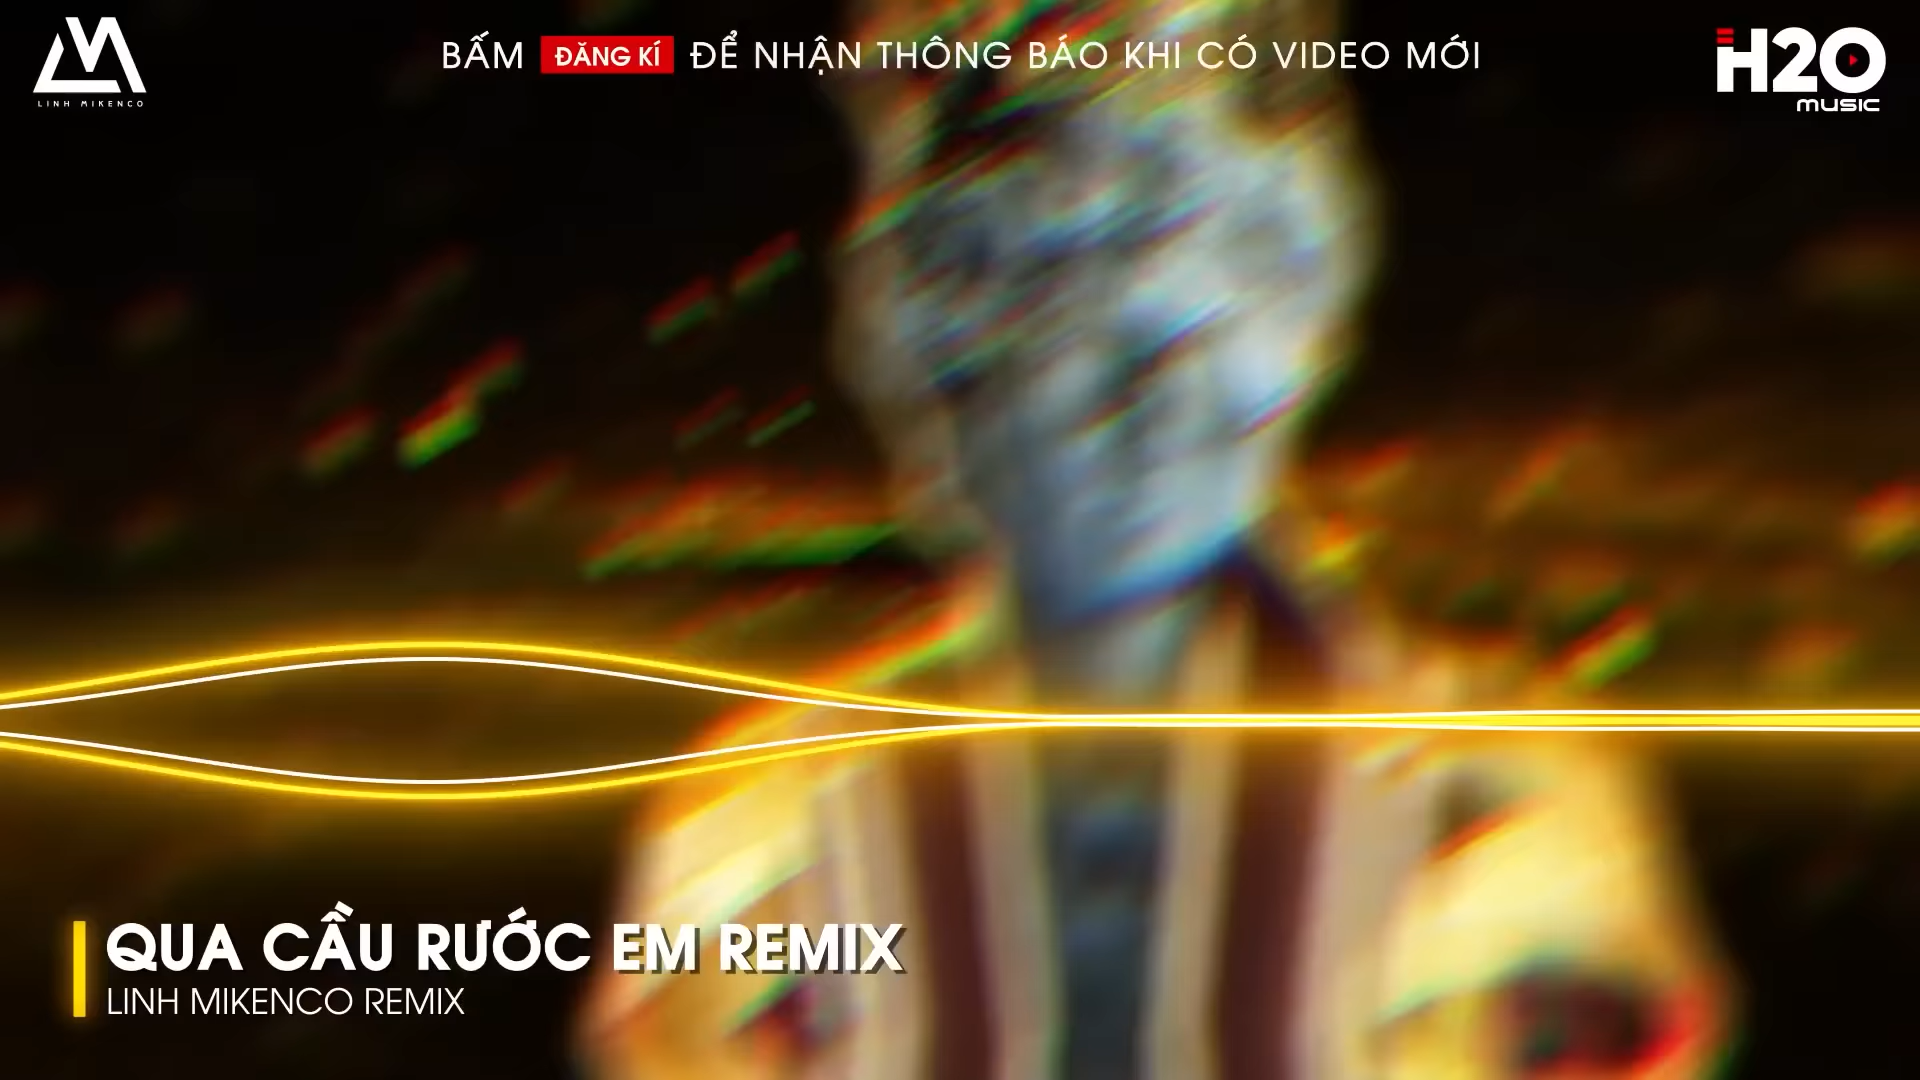 LINH MIKENCO
BẤM ĐĂNG KÍ ĐỂ NHẬN THÔNG BÁO KHI CÓ VIDEO MỚI
H2O
MUSIC
QUA CẦU RƯỚC EM REMIX
LINH MIKENCO REMIX